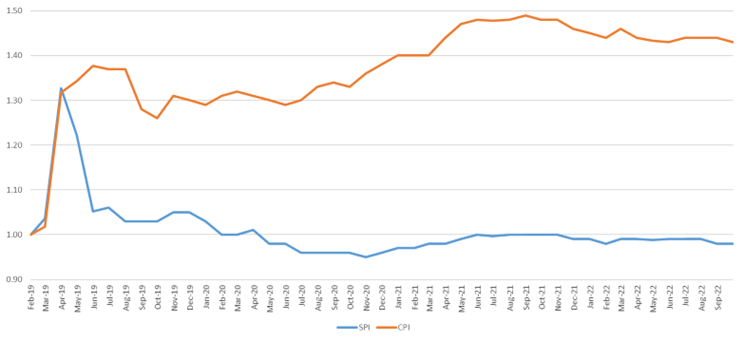 1.50
1.40
1.30
1.20
1.10
1.00
0.90
Feb-19
Mar-19
Apr-19
May-19
Jun-19
Jul-19
Aug-19
Sep-19
Oct-19
Nov-19
Dec-19
Jan-20
Feb-20
Mar-20
Apr-20
May-20
Jun-20
Jul-20
Aug-20
Sep-20
Oct-20
Nov-20
Dec-20
Jan-21
Feb-21
Mar-21
Apr-21
May-21
Jun-21
Jul-21
Aug-21
Sep-21
Oct-21
Nov-21
Dec-21
Jan-22
Feb-22
Mar-22
Apr-22
May-22
Jun-22
Jul-22
Aug-22
Sep-22
SPI CPI